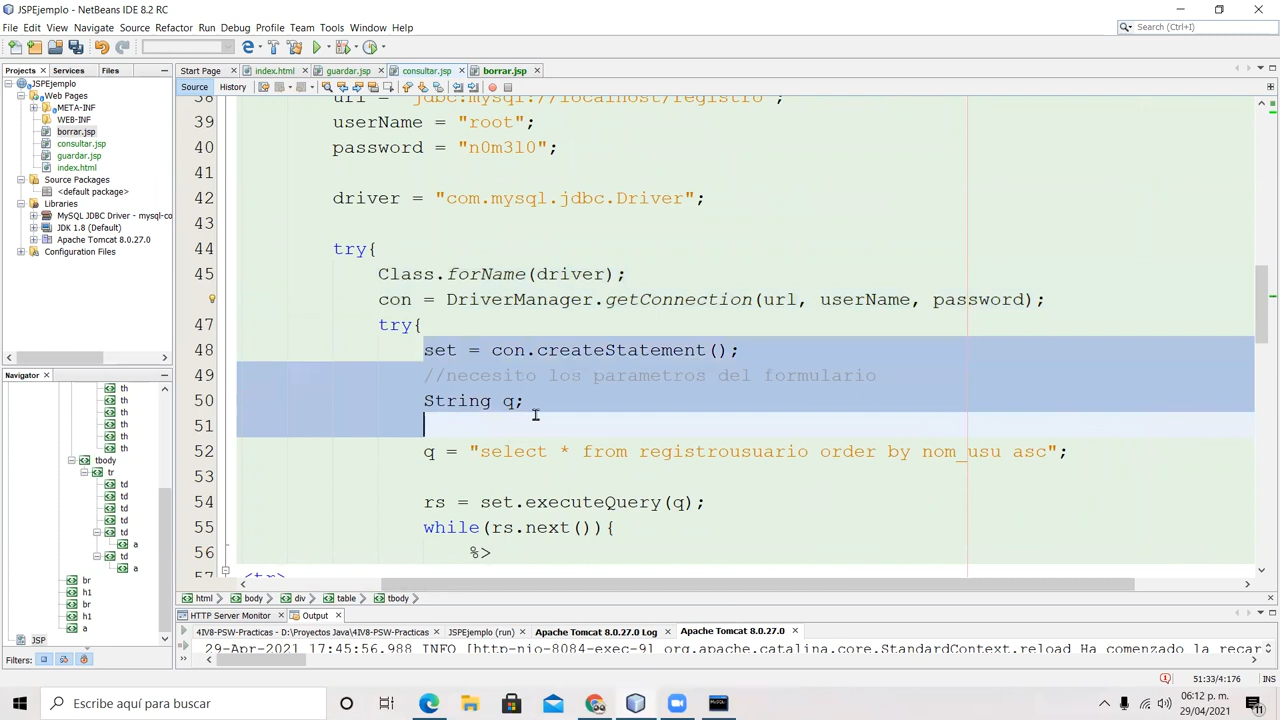 JSPEjemplo - NetBeans IDE 8.2 RC
File Edit View Navigate Source Refactor Run Debug Profile Team Tools Window Help
Search (Ctrl+I)
Projects Services Files
Start Page index.html guardar.jsp consultar.jsp borrar.jsp
Source History
JSPEjemplo
Web Pages
META-INF
WEB-INF
borrar.jsp
consultar.jsp
guardar.jsp
index.html
Source Packages
<default package>
Libraries
MySQL JDBC Driver - mysql-co
JDK 1.8 (Default)
Apache Tomcat 8.0.27.0
Configuration Files
Navigator
th
th
th
th
th
tbody
tr
td
td
td
td
a
td
a
br
h1
br
h1
a
JSP
Filters:
38 url = "jdbc:mysql://localhost/registro";
39 userName = "root";
40 password = "n0m3l0";
41
42 driver = "com.mysql.jdbc.Driver";
43
44 try{
45 Class.forName(driver);
con = DriverManager.getConnection(url, userName, password);
47 try{
48 set = con.createStatement();
49 //necesito los parametros del formulario
50 String q;
51
52 q = "select * from registrousuario order by nom_usu asc";
53
54 rs = set.executeQuery(q);
55 while(rs.next()){
56 %>
57 <tr>
html body div table tbody
HTTP Server Monitor Output
4IV8-PSW-Practicas - D:\Proyectos Java\4IV8-PSW-Practicas JSPEjemplo (run) Apache Tomcat 8.0.27.0 Log Apache Tomcat 8.0.27.0
29-Apr-2021 17:45:56.988 INFO [http-nio-8084-exec-9] org.apache.catalina.core.StandardContext.reload Ha comenzado la recar
51:33/4:176 INS
Escribe aquí para buscar
06:12 p. m.
29/04/2021
11